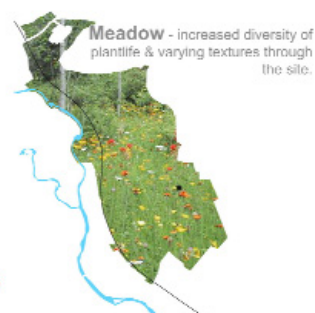 Meadow - increased diversity of
plantlife & varying textures through
the site.